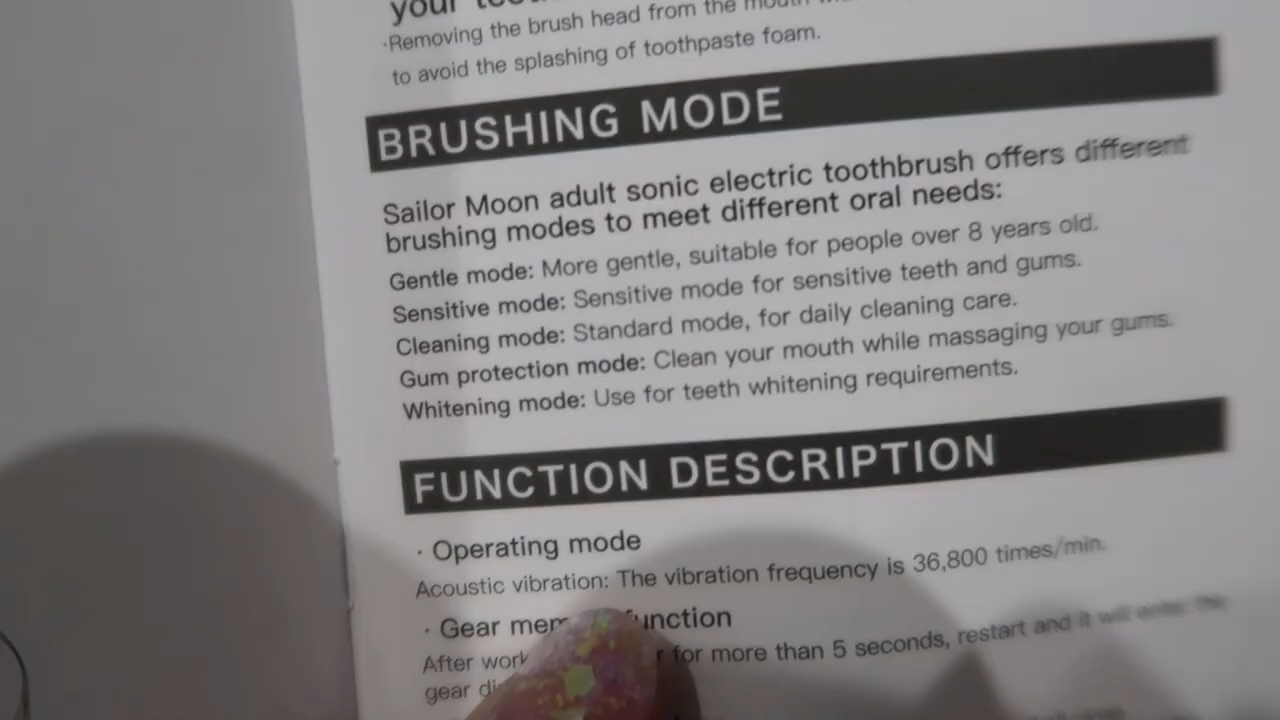 your
·Removing the brush head from the mouth
to avoid the splashing of toothpaste foam.
BRUSHING MODE
Sailor Moon adult sonic electric toothbrush offers different
brushing modes to meet different oral needs:
Gentle mode: More gentle, suitable for people over 8 years old.
Sensitive mode: Sensitive mode for sensitive teeth and gums.
Cleaning mode: Standard mode, for daily cleaning care.
Gum protection mode: Clean your mouth while massaging your gums.
Whitening mode: Use for teeth whitening requirements.
FUNCTION DESCRIPTION
· Operating mode
Acoustic vibration: The vibration frequency is 36,800 times/min.
· Gear function
After for more than 5 seconds, restart and it will enter the
gear